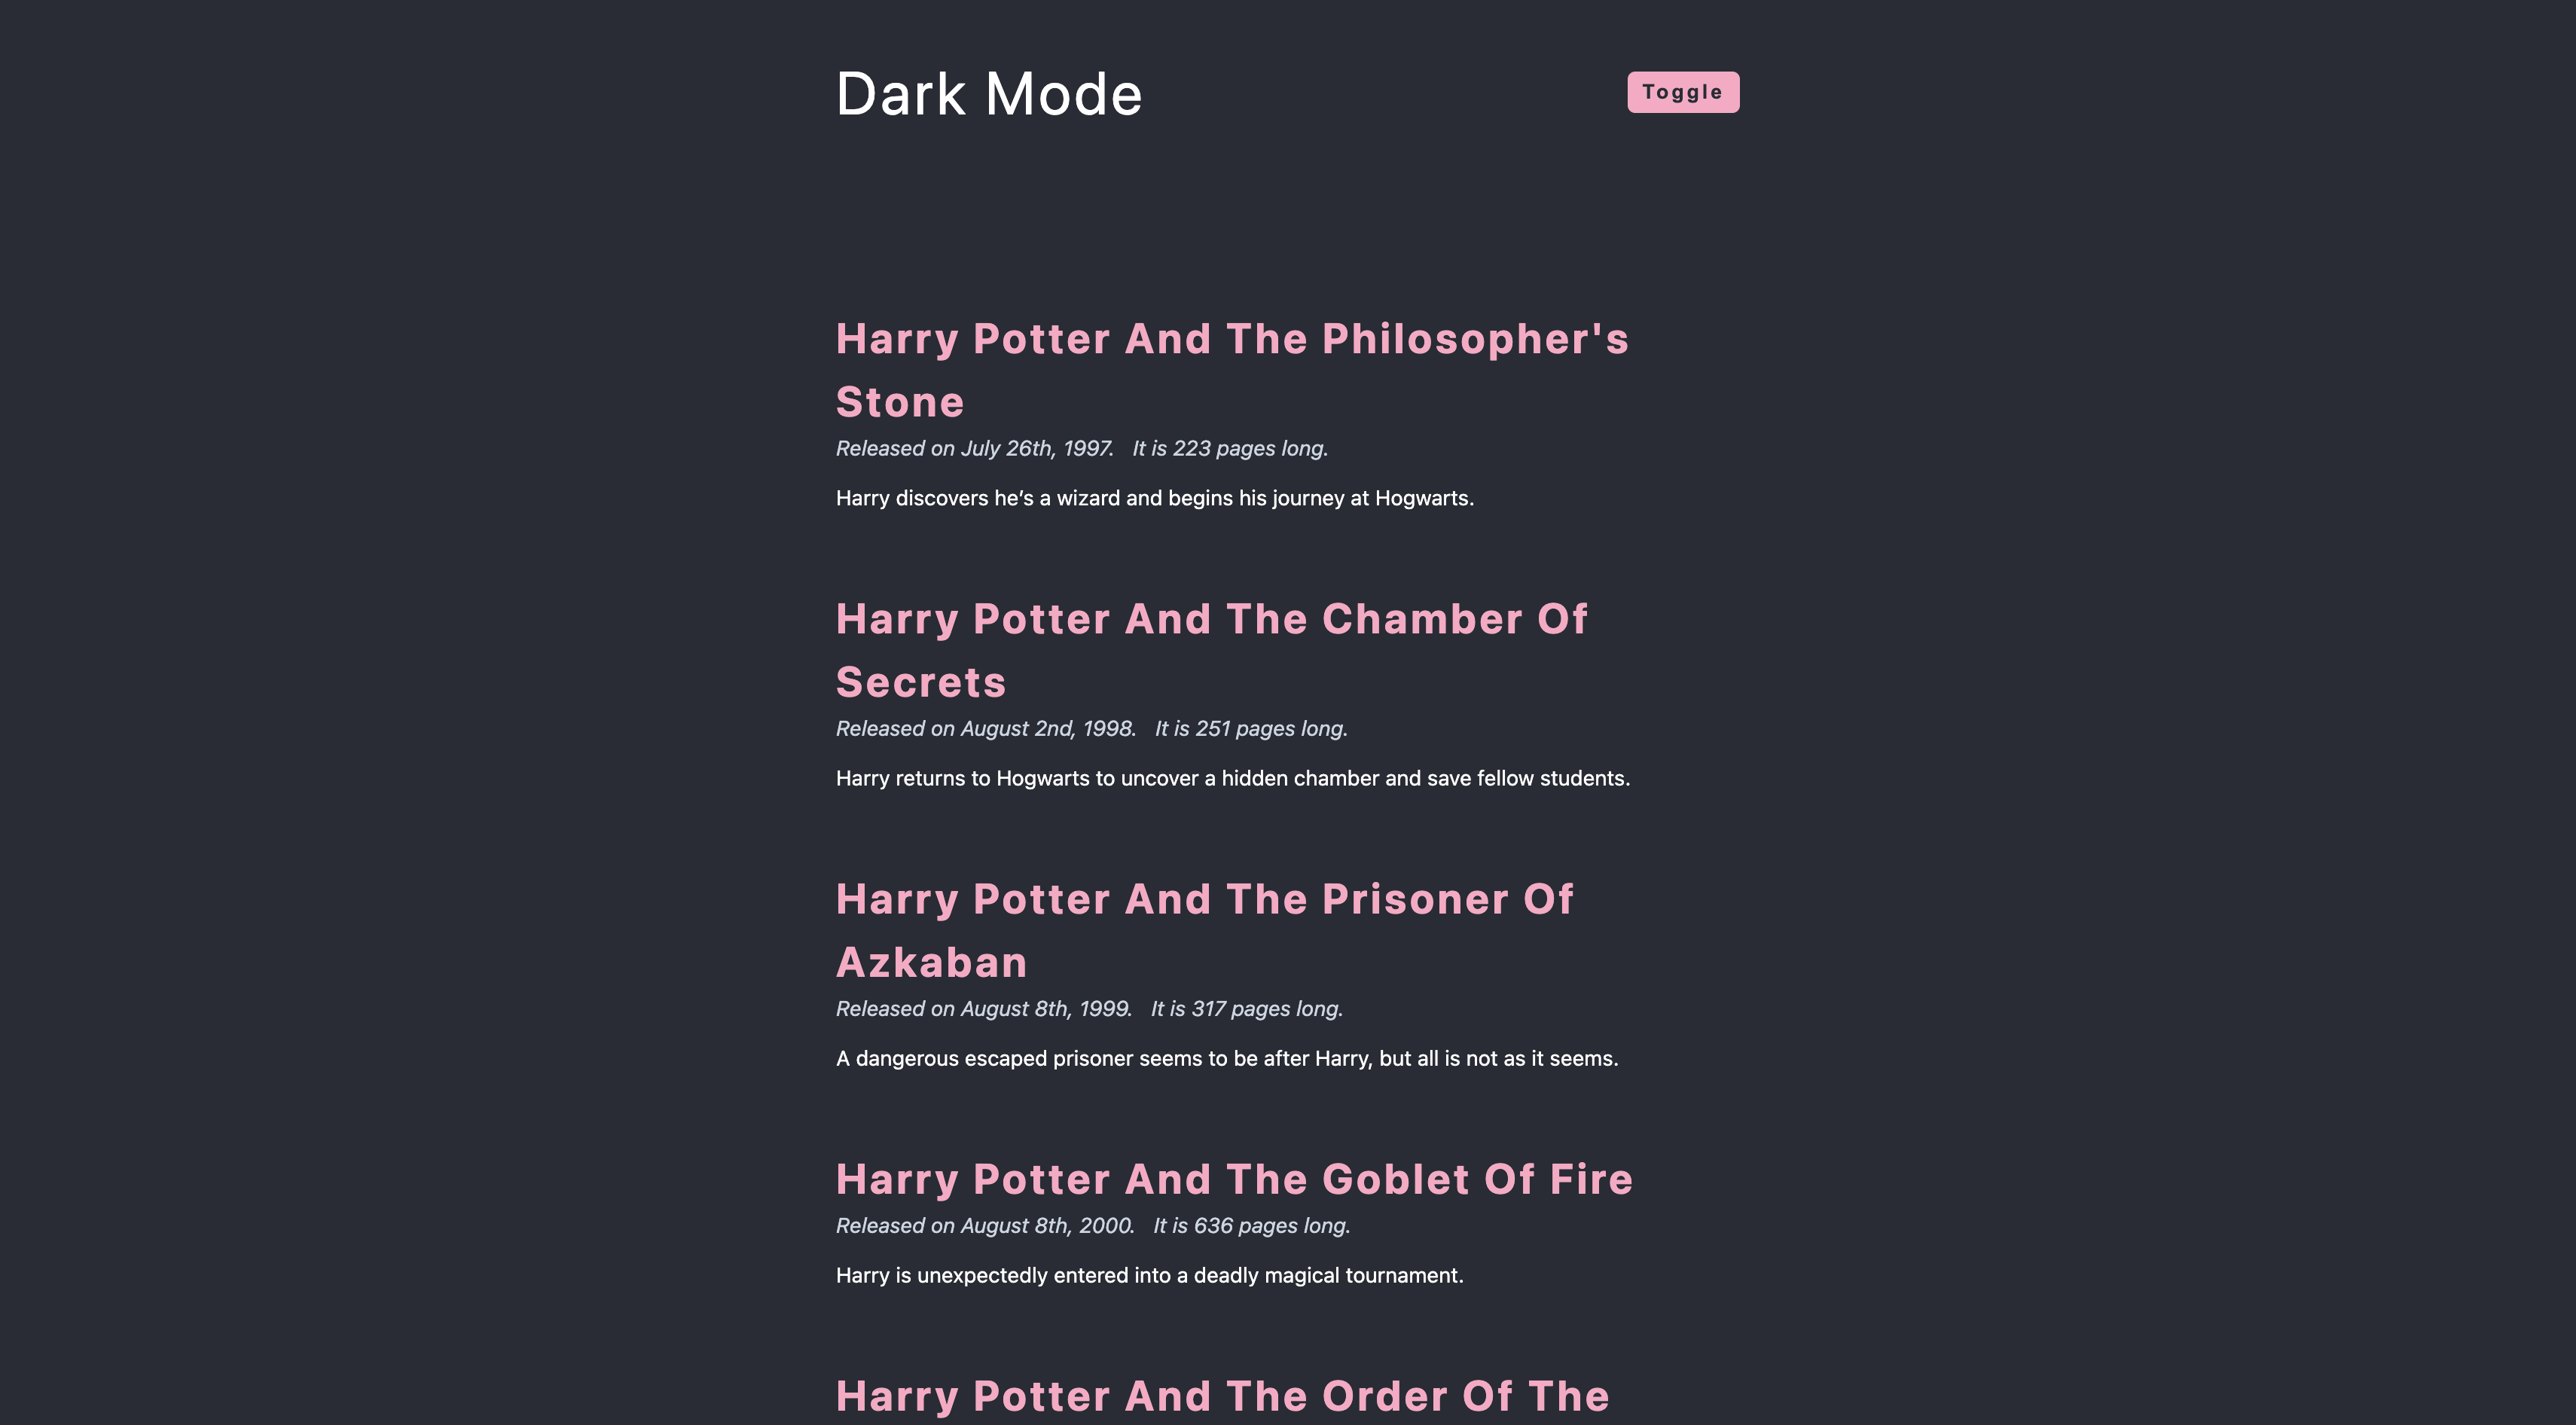 Dark Mode
Toggle
Harry Potter And The Philosopher's
Stone
Released on July 26th, 1997. It is 223 pages long.
Harry discovers he’s a wizard and begins his journey at Hogwarts.
Harry Potter And The Chamber Of
Secrets
Released on August 2nd, 1998. It is 251 pages long.
Harry returns to Hogwarts to uncover a hidden chamber and save fellow students.
Harry Potter And The Prisoner Of
Azkaban
Released on August 8th, 1999. It is 317 pages long.
A dangerous escaped prisoner seems to be after Harry, but all is not as it seems.
Harry Potter And The Goblet Of Fire
Released on August 8th, 2000. It is 636 pages long.
Harry is unexpectedly entered into a deadly magical tournament.
Harry Potter And The Order Of The